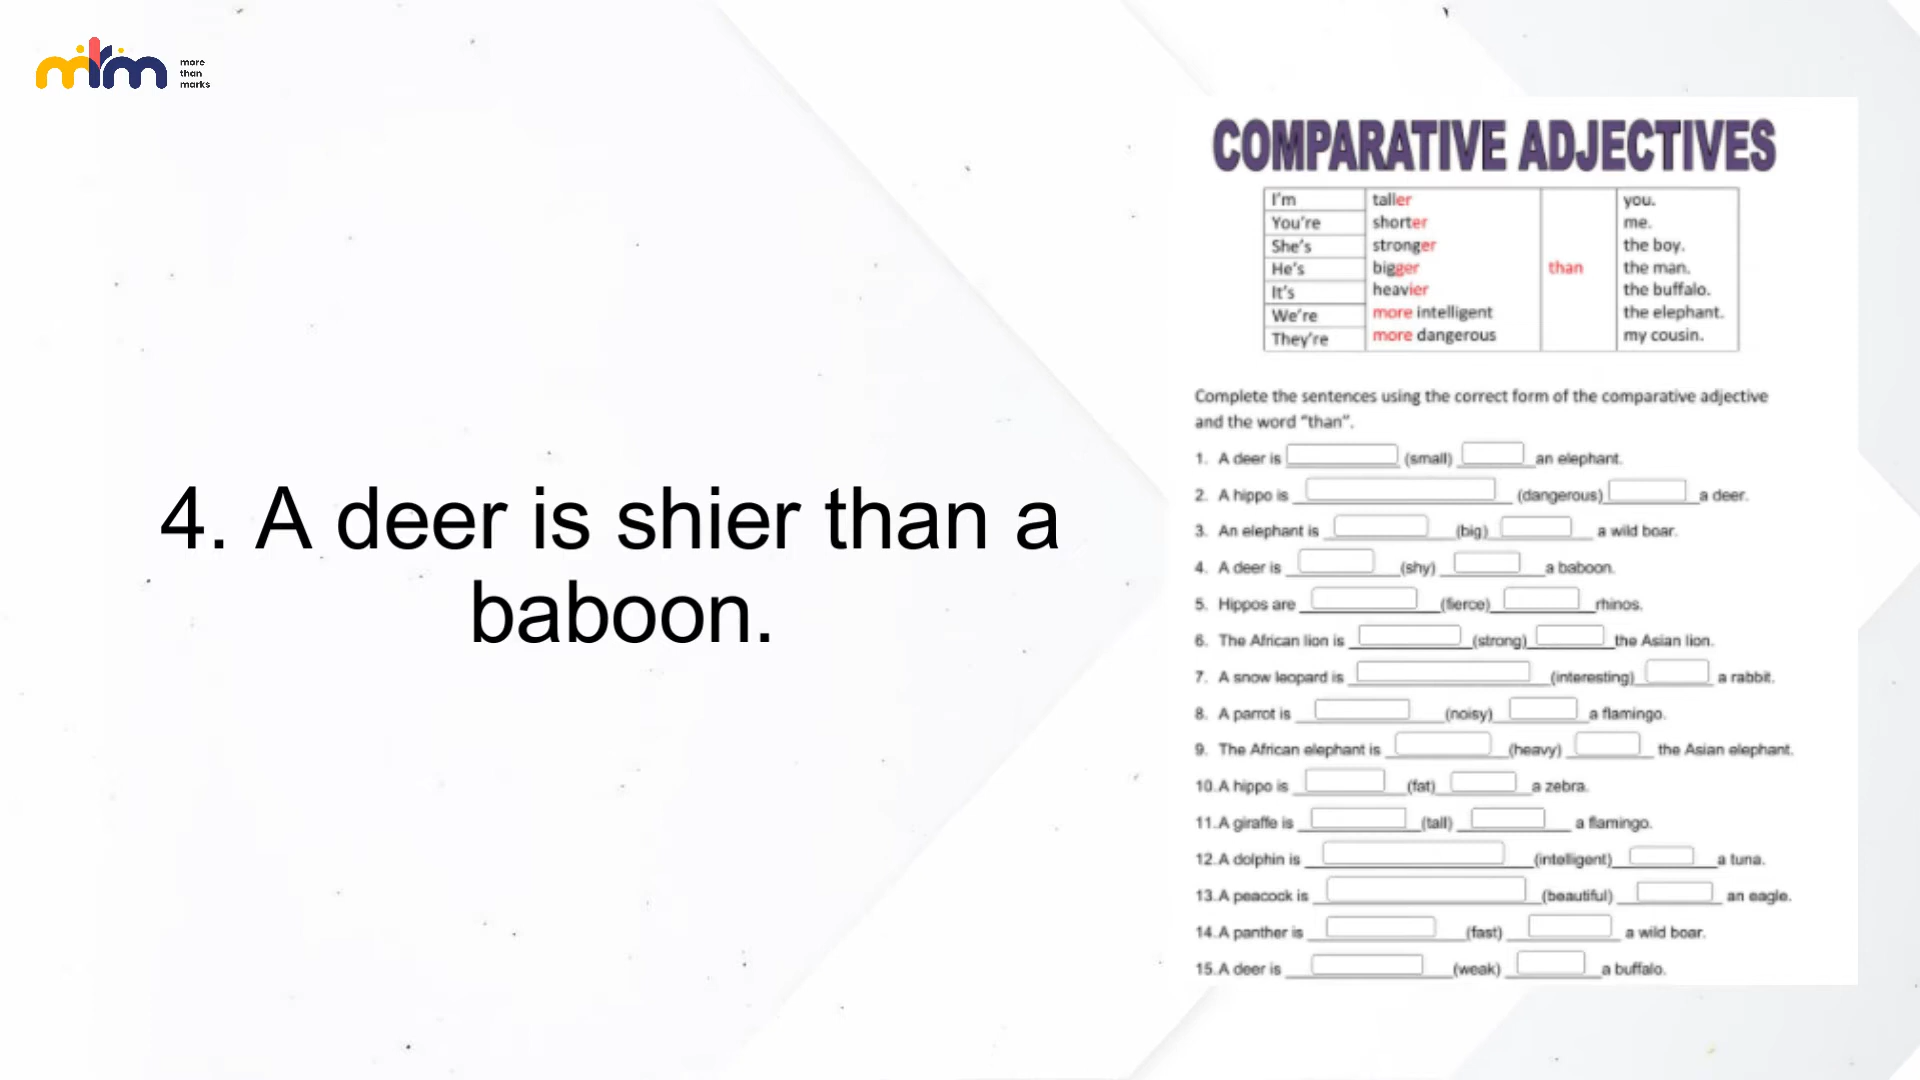 mtm
more
than
marks
4. A deer is shier than a
baboon.
COMPARATIVE ADJECTIVES
I'm taller than you.
You're shorter me.
She's stronger the boy.
He's bigger the man.
It's heavier the buffalo.
We're more intelligent the elephant.
They're more dangerous my cousin.
Complete the sentences using the correct form of the comparative adjective
and the word "than".
1. A deer is (small) an elephant.
2. A hippo is (dangerous) a deer.
3. An elephant is (big) a wild boar.
4. A deer is (shy) a baboon.
5. Hippos are (fierce) rhinos.
6. The African lion is (strong) the Asian lion.
7. A snow leopard is (interesting) a rabbit.
8. A parrot is (noisy) a flamingo.
9. The African elephant is (heavy) the Asian elephant.
10. A hippo is (fat) a zebra.
11. A giraffe is (tall) a flamingo.
12. A dolphin is (intelligent) a tuna.
13. A peacock is (beautiful) an eagle.
14. A panther is (fast) a wild boar.
15. A deer is (weak) a buffalo.